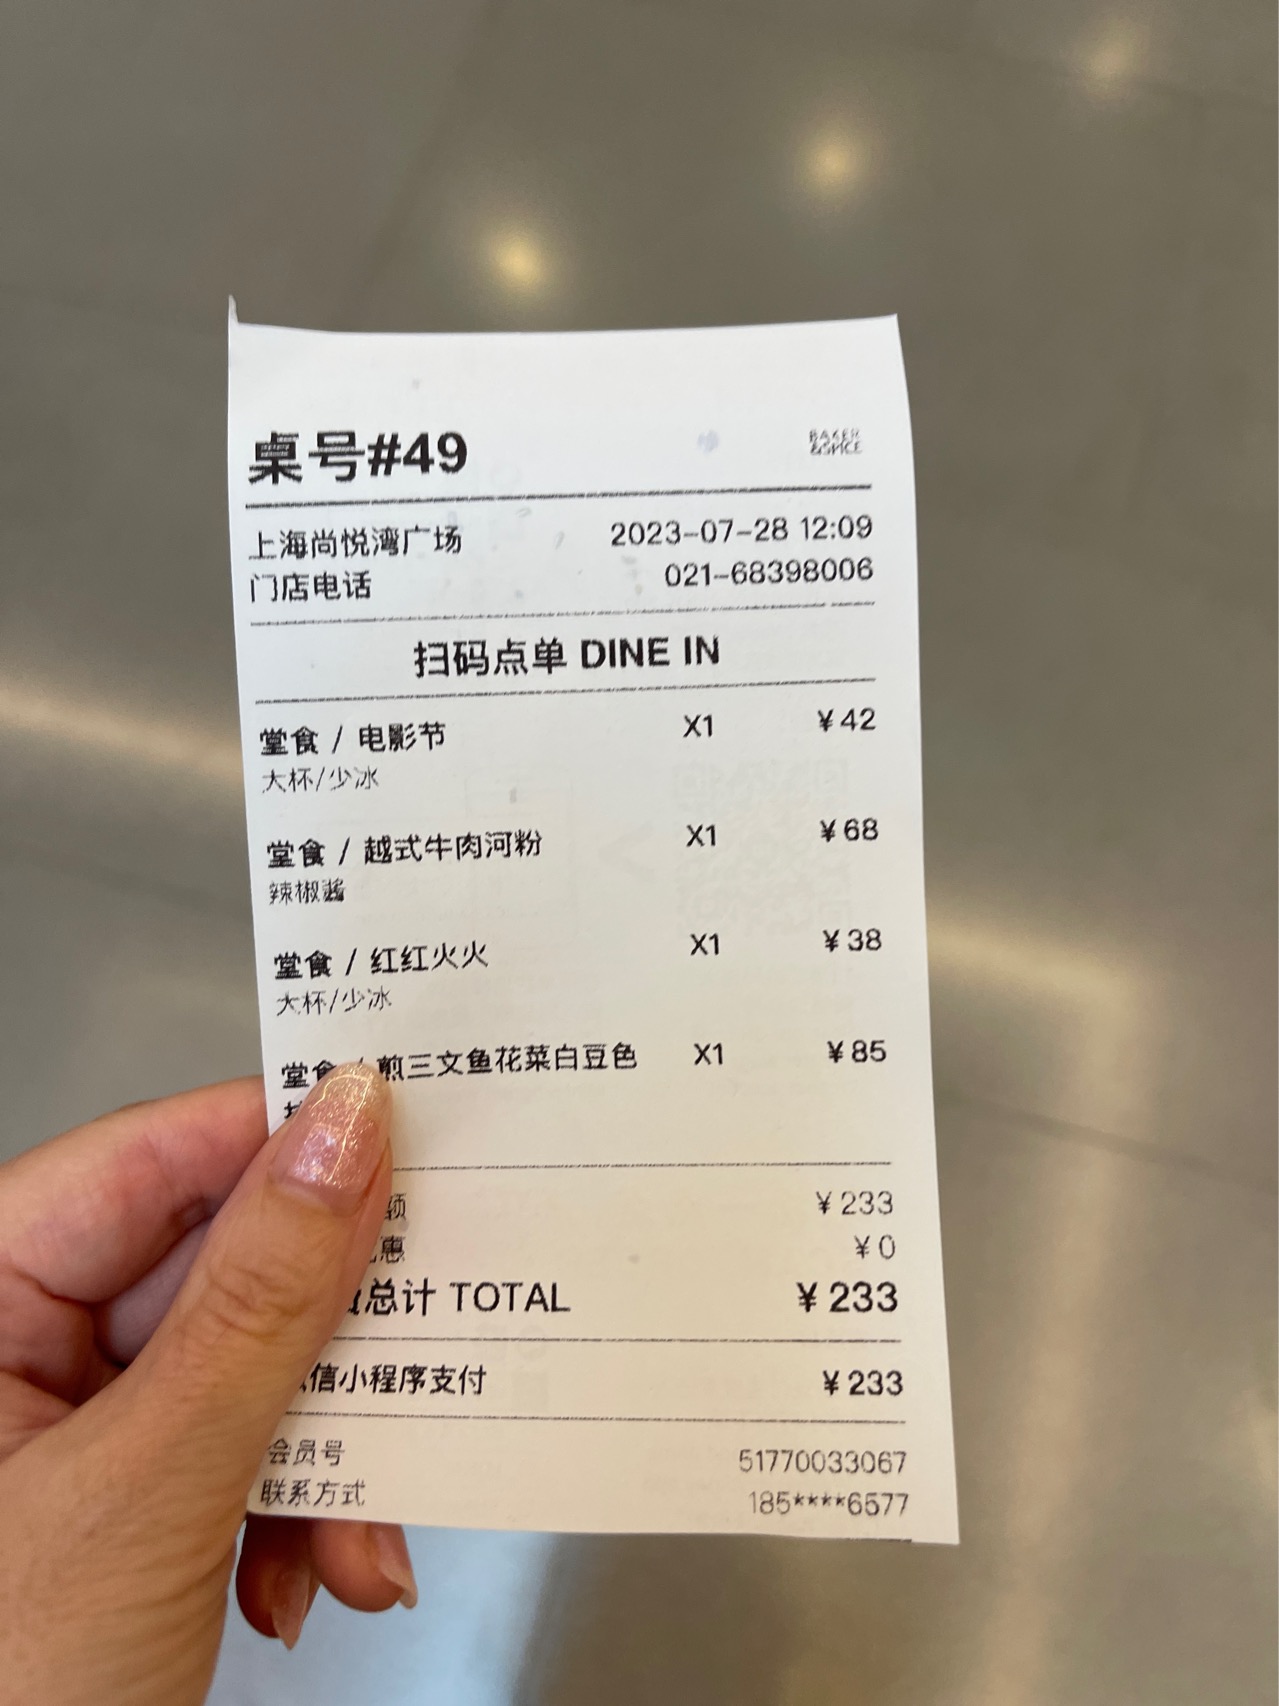 桌号#49
BAKER
&SPICE
上海尚悦湾广场 2023-07-28 12:09
门店电话 021-68398006
扫码点单 DINE IN
堂食 / 电影节 X1 ¥42
大杯/少冰
堂食 / 越式牛肉河粉 X1 ¥68
辣椒酱
堂食 / 红红火火 X1 ¥38
大杯/少冰
堂食 / 煎三文鱼花菜白豆色 X1 ¥85
额 ¥233
惠 ¥0
总计 TOTAL ¥233
信小程序支付 ¥233
会员号 51770033067
联系方式 185****6577